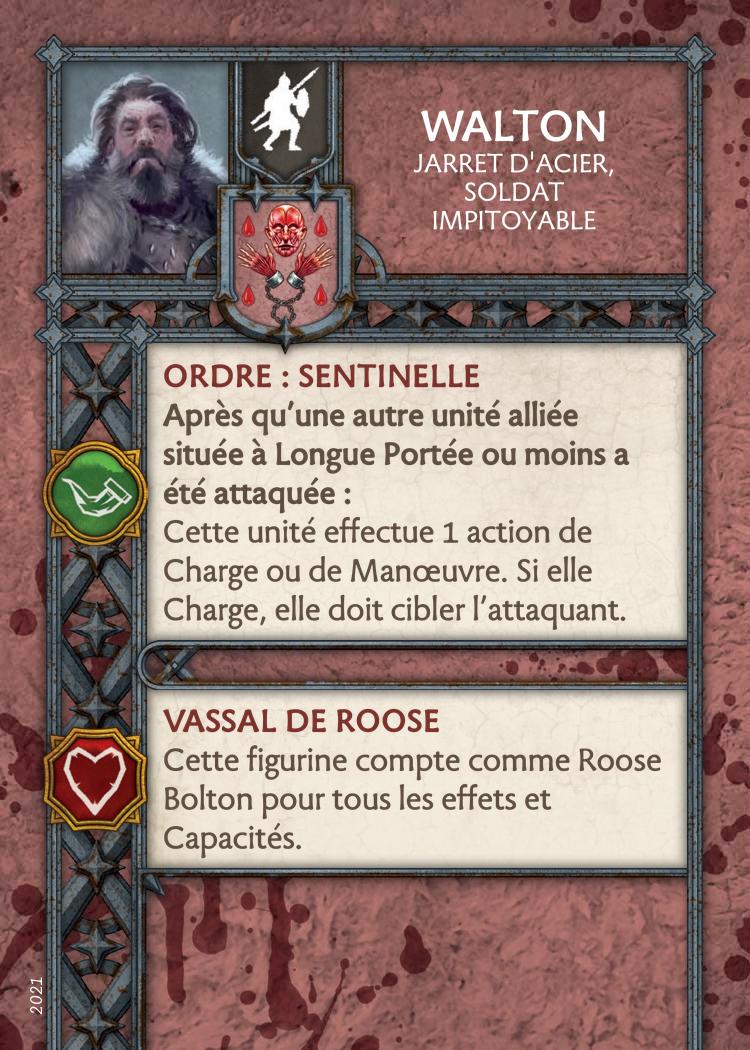 WALTON
JARRET D'ACIER,
SOLDAT
IMPITOYABLE
ORDRE : SENTINELLE
Après qu’une autre unité alliée
située à Longue Portée ou moins a
été attaquée :
Cette unité effectue 1 action de
Charge ou de Manœuvre. Si elle
Charge, elle doit cibler l’attaquant.
VASSAL DE ROOSE
Cette figurine compte comme Roose
Bolton pour tous les effets et
Capacités.
2021